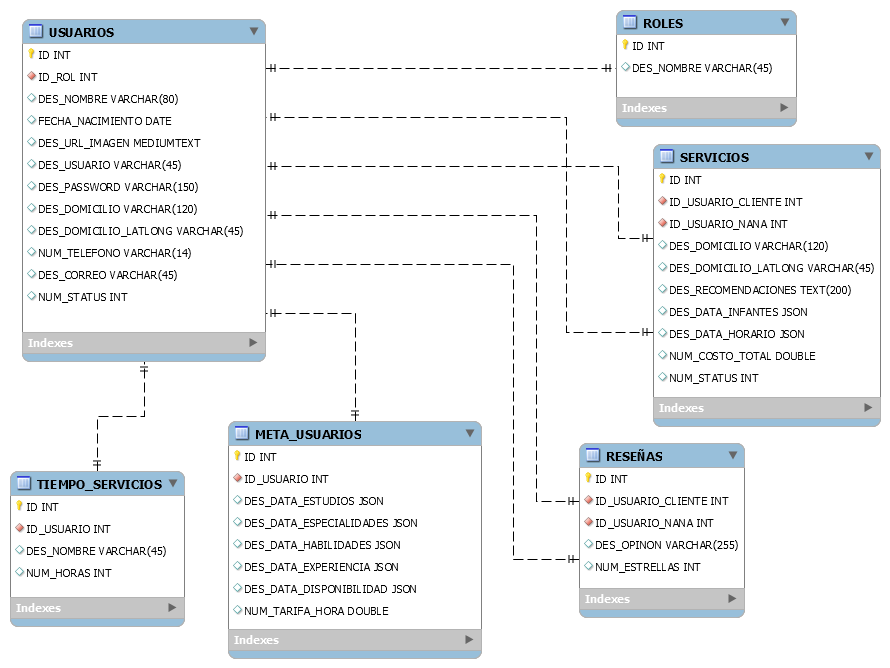 USUARIOS
ID INT
ID_ROL INT
DES_NOMBRE VARCHAR(80)
FECHA_NACIMIENTO DATE
DES_URL_IMAGEN MEDIUMTEXT
DES_USUARIO VARCHAR(45)
DES_PASSWORD VARCHAR(150)
DES_DOMICILIO VARCHAR(120)
DES_DOMICILIO_LATLONG VARCHAR(45)
NUM_TELEFONO VARCHAR(14)
DES_CORREO VARCHAR(45)
NUM_STATUS INT
Indexes
ROLES
ID INT
DES_NOMBRE VARCHAR(45)
Indexes
SERVICIOS
ID INT
ID_USUARIO_CLIENTE INT
ID_USUARIO_NANA INT
DES_DOMICILIO VARCHAR(120)
DES_DOMICILIO_LATLONG VARCHAR(45)
DES_RECOMENDACIONES TEXT(200)
DES_DATA_INFANTES JSON
DES_DATA_HORARIO JSON
NUM_COSTO_TOTAL DOUBLE
NUM_STATUS INT
Indexes
TIEMPO_SERVICIOS
ID INT
ID_USUARIO INT
DES_NOMBRE VARCHAR(45)
NUM_HORAS INT
Indexes
META_USUARIOS
ID INT
ID_USUARIO INT
DES_DATA_ESTUDIOS JSON
DES_DATA_ESPECIALIDADES JSON
DES_DATA_HABILIDADES JSON
DES_DATA_EXPERIENCIA JSON
DES_DATA_DISPONIBILIDAD JSON
NUM_TARIFA_HORA DOUBLE
Indexes
RESEÑAS
ID INT
ID_USUARIO_CLIENTE INT
ID_USUARIO_NANA INT
DES_OPINON VARCHAR(255)
NUM_ESTRELLAS INT
Indexes